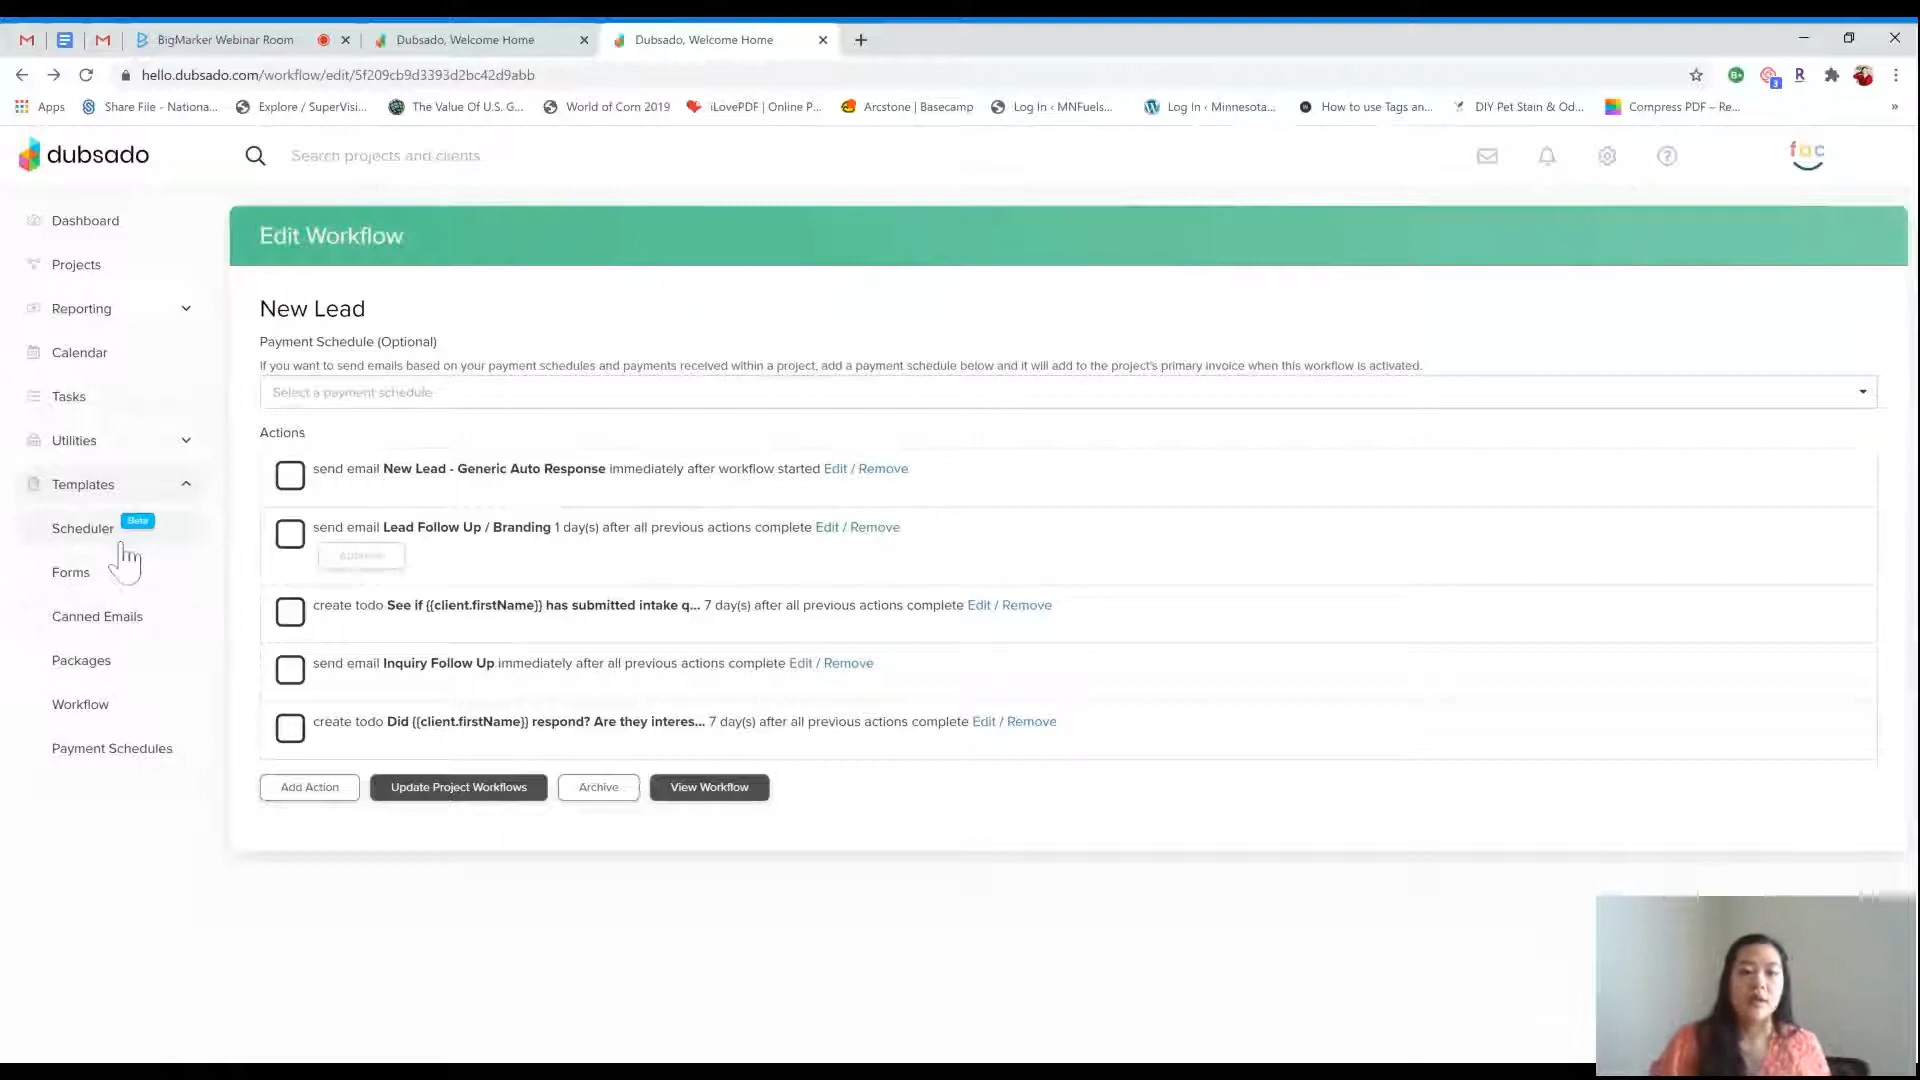 BigMarker Webinar Room
Dubsado, Welcome Home
Dubsado, Welcome Home
hello.dubsado.com/workflow/edit/5f209cb9d3393d2bc42d9abb
3
Apps
Share File - Nationa...
Explore / SuperVisi...
The Value Of U.S. G...
World of Corn 2019
iLovePDF | Online P...
Arcstone | Basecamp
Log In ‹ MNFuels...
Log In ‹ Minnesota...
How to use Tags an...
DIY Pet Stain & Od...
Compress PDF – Re...
»
dubsado
Search projects and clients
Dashboard
Projects
Reporting
Calendar
Tasks
Utilities
Templates
Scheduler Beta
Forms
Canned Emails
Packages
Workflow
Payment Schedules
Edit Workflow
New Lead
Payment Schedule (Optional)
If you want to send emails based on your payment schedules and payments received within a project, add a payment schedule below and it will add to the project's primary invoice when this workflow is activated.
Select a payment schedule
Actions
send email New Lead - Generic Auto Response immediately after workflow started Edit / Remove
send email Lead Follow Up / Branding 1 day(s) after all previous actions complete Edit / Remove
create todo See if {{client.firstName}} has submitted intake q... 7 day(s) after all previous actions complete Edit / Remove
send email Inquiry Follow Up immediately after all previous actions complete Edit / Remove
create todo Did {{client.firstName}} respond? Are they interes... 7 day(s) after all previous actions complete Edit / Remove
Add Action
Update Project Workflows
Archive
View Workflow